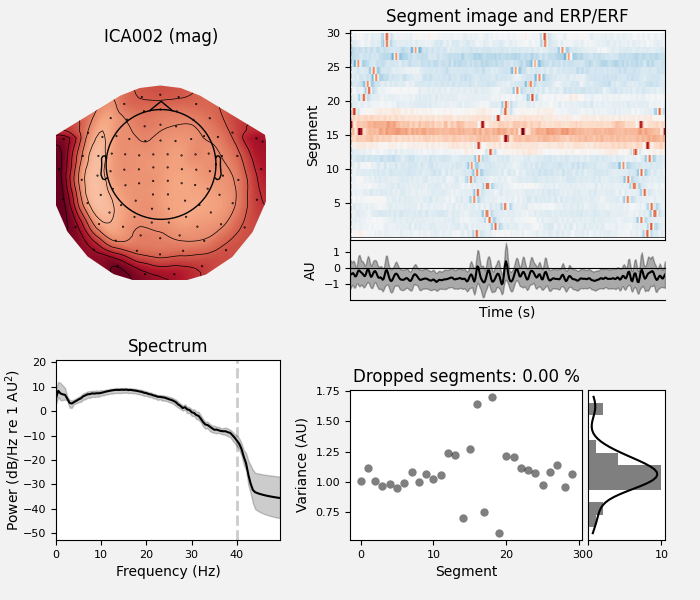 ICA002 (mag)
Segment image and ERP/ERF
Segment
30
25
20
15
10
5
AU
1
0
−1
Time (s)
Spectrum
Power (dB/Hz re 1 AU²)
20
10
0
−10
−20
−30
−40
−50
0 10 20 30 40
Frequency (Hz)
Dropped segments: 0.00 %
Variance (AU)
1.75
1.50
1.25
1.00
0.75
0 10 20 30 0 10
Segment